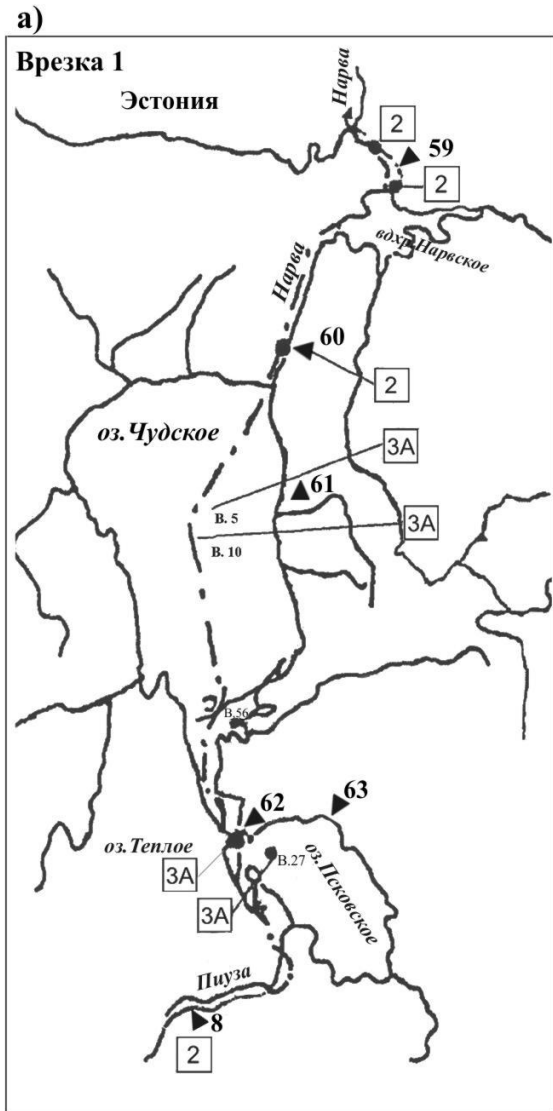 а)
Врезка 1
Эстония
Нарва
2
59
2
вдхр.Нарвское
Нарва
60
2
оз.Чудское
3А
В. 5
61
3А
В. 10
В.56
62
63
оз.Теплое
3А
В.27
оз.Псковское
3А
Пиуза
8
2